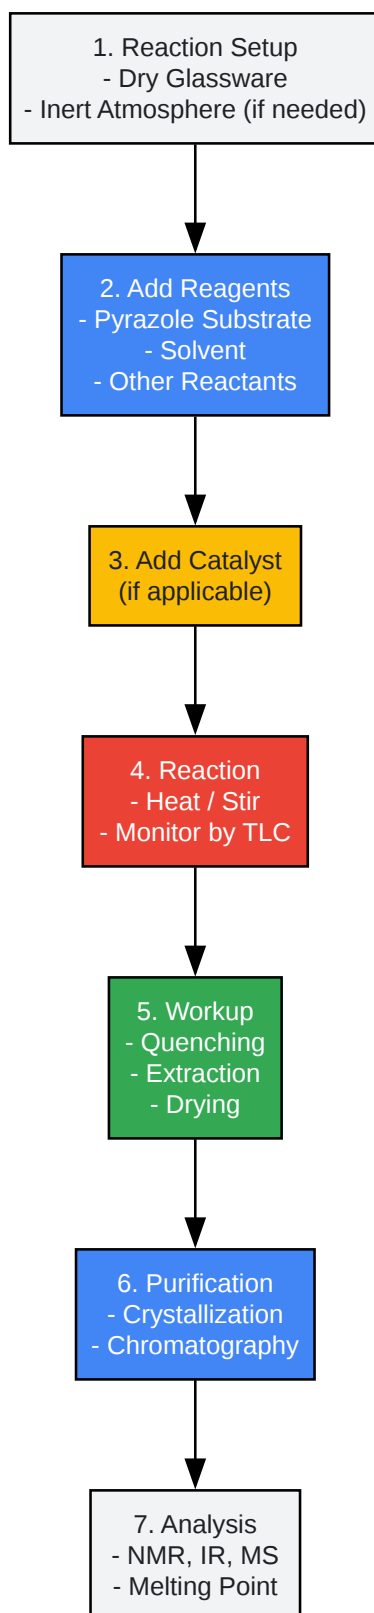 1. Reaction Setup
- Dry Glassware
- Inert Atmosphere (if needed)
2. Add Reagents
- Pyrazole Substrate
- Solvent
- Other Reactants
3. Add Catalyst
(if applicable)
4. Reaction
- Heat / Stir
- Monitor by TLC
5. Workup
- Quenching
- Extraction
- Drying
6. Purification
- Crystallization
- Chromatography
7. Analysis
- NMR, IR, MS
- Melting Point